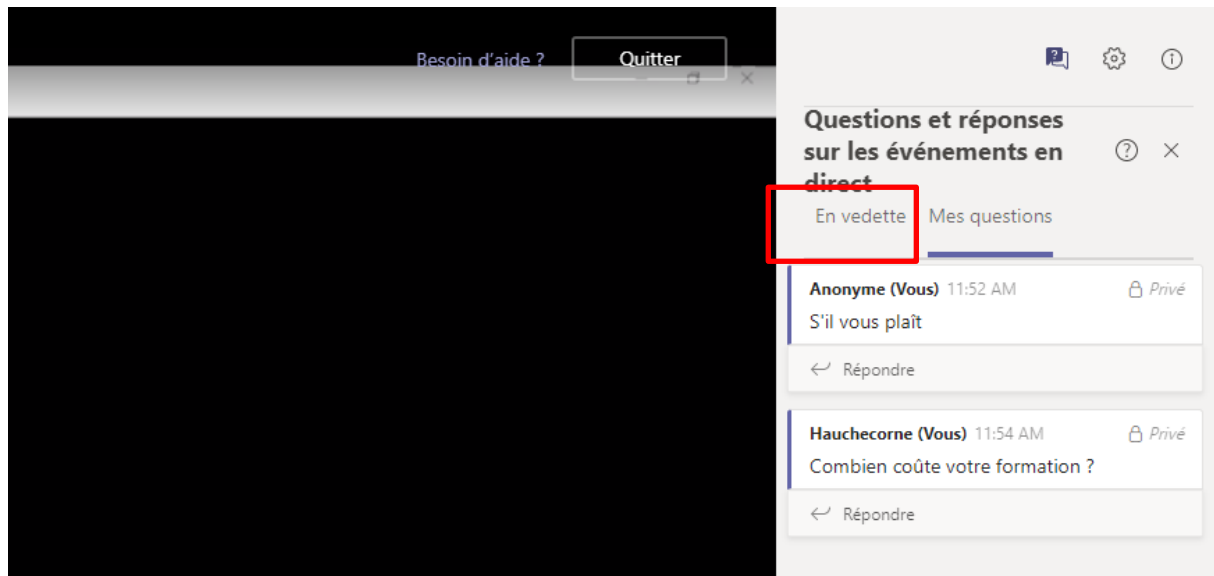 Besoin d'aide ?
Quitter
Questions et réponses
sur les événements en
direct
En vedette
Mes questions
Anonyme (Vous) 11:52 AM
Privé
S'il vous plaît
Répondre
Hauchecorne (Vous) 11:54 AM
Privé
Combien coûte votre formation ?
Répondre